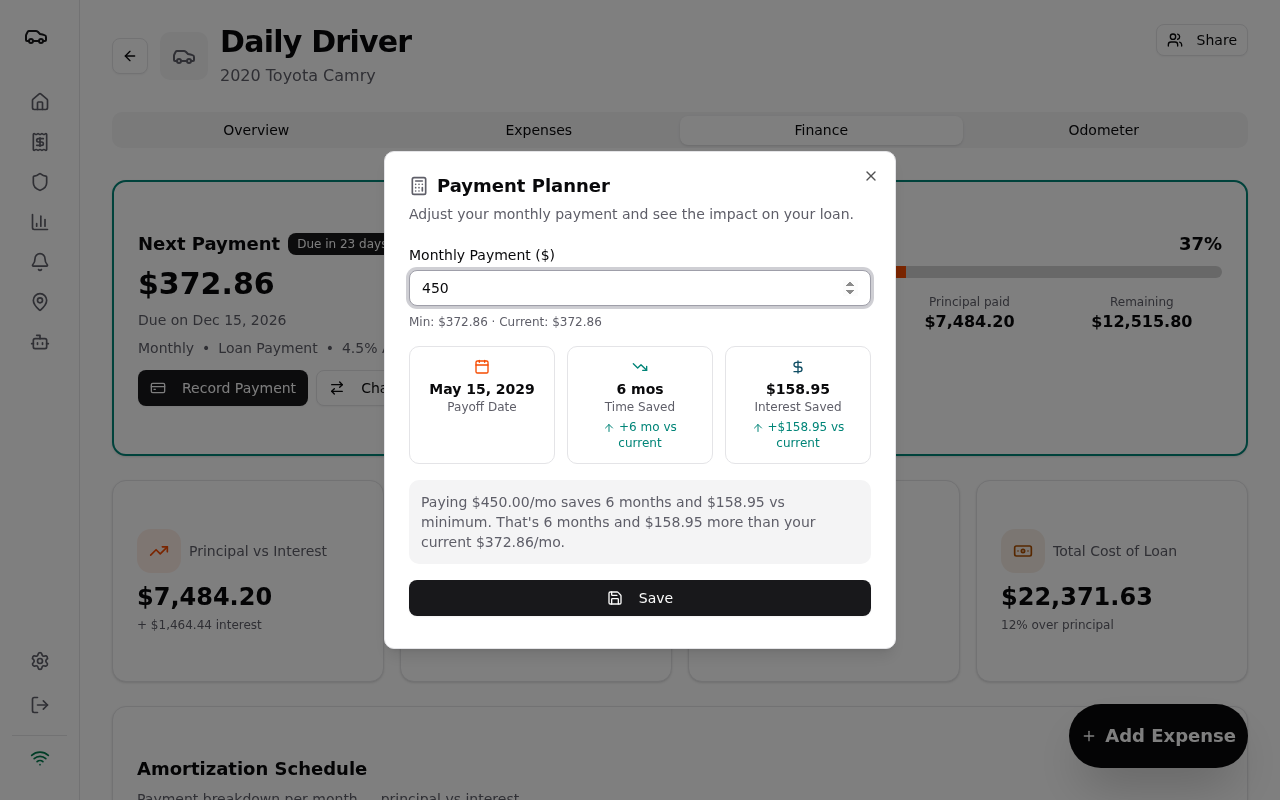 Daily Driver
2020 Toyota Camry
Share
Overview
Expenses
Finance
Odometer
Next Payment
Due in 23 days
$372.86
Due on Dec 15, 2026
Monthly • Loan Payment • 4.5%
Record Payment
37%
Principal paid
$7,484.20
Remaining
$12,515.80
Payment Planner
Adjust your monthly payment and see the impact on your loan.
Monthly Payment ($)
450
Min: $372.86 · Current: $372.86
May 15, 2029
Payoff Date
6 mos
Time Saved
+6 mo vs
current
$158.95
Interest Saved
+$158.95 vs
current
Paying $450.00/mo saves 6 months and $158.95 vs
minimum. That's 6 months and $158.95 more than your
current $372.86/mo.
Save
Principal vs Interest
$7,484.20
+ $1,464.44 interest
Total Cost of Loan
$22,371.63
12% over principal
Add Expense
Amortization Schedule
Payment breakdown per month — principal vs interest